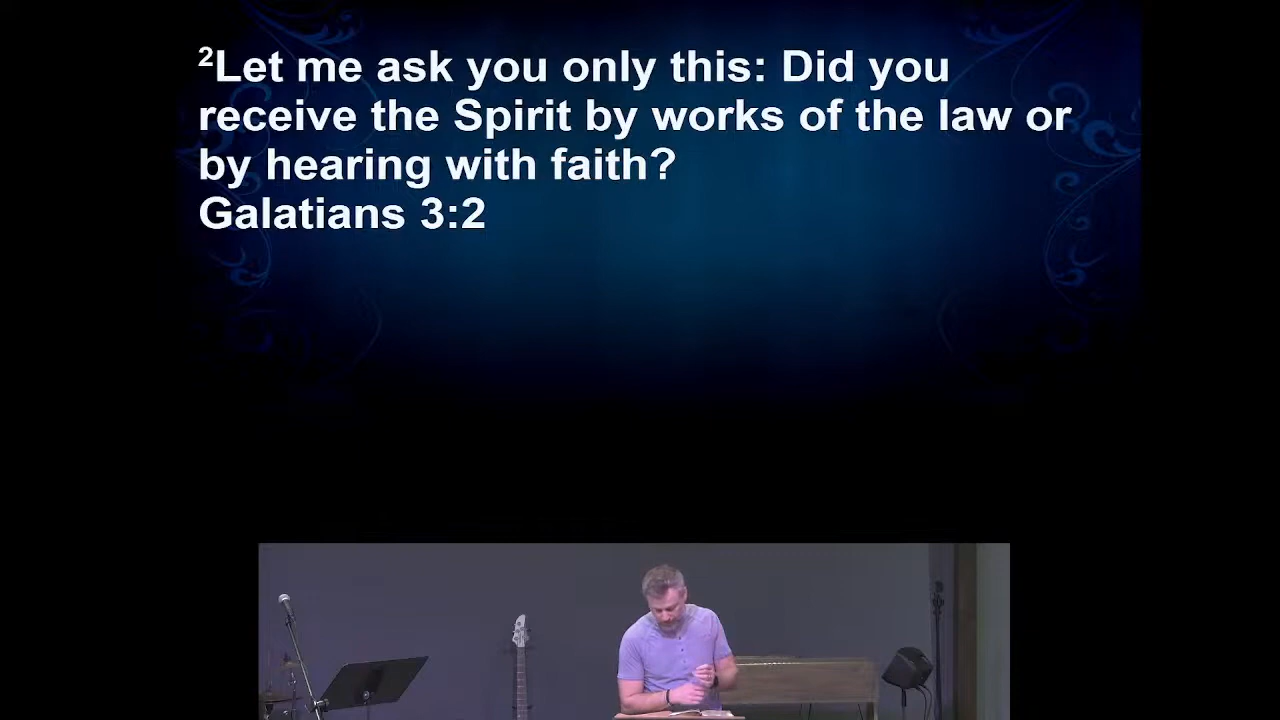 ²Let me ask you only this: Did you
receive the Spirit by works of the law or
by hearing with faith?
Galatians 3:2